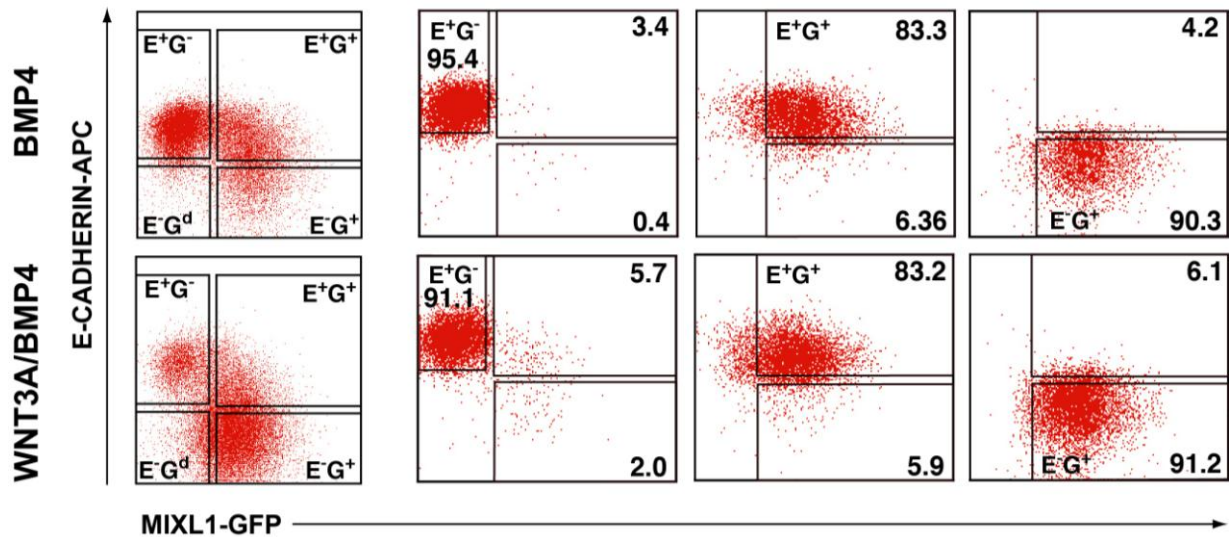 BMP4
WNT3A/BMP4
E-CADHERIN-APC
E⁺G⁻ E⁺G⁺
E⁻Gᵈ E⁻G⁺
E⁺G⁻ 3.4
95.4
0.4
E⁺G⁺ 83.3
6.36
4.2
E⁻G⁺ 90.3
E⁺G⁻ E⁺G⁺
E⁻Gᵈ E⁻G⁺
E⁺G⁻ 5.7
91.1
2.0
E⁺G⁺ 83.2
5.9
6.1
E⁻G⁺ 91.2
MIXL1-GFP